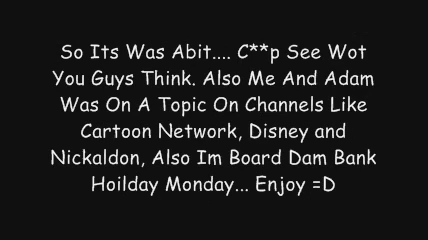 So Its Was Abit.... C**p See Wot
You Guys Think. Also Me And Adam
Was On A Topic On Channels Like
Cartoon Network, Disney and
Nickaldon, Also Im Board Dam Bank
Hoilday Monday... Enjoy =D